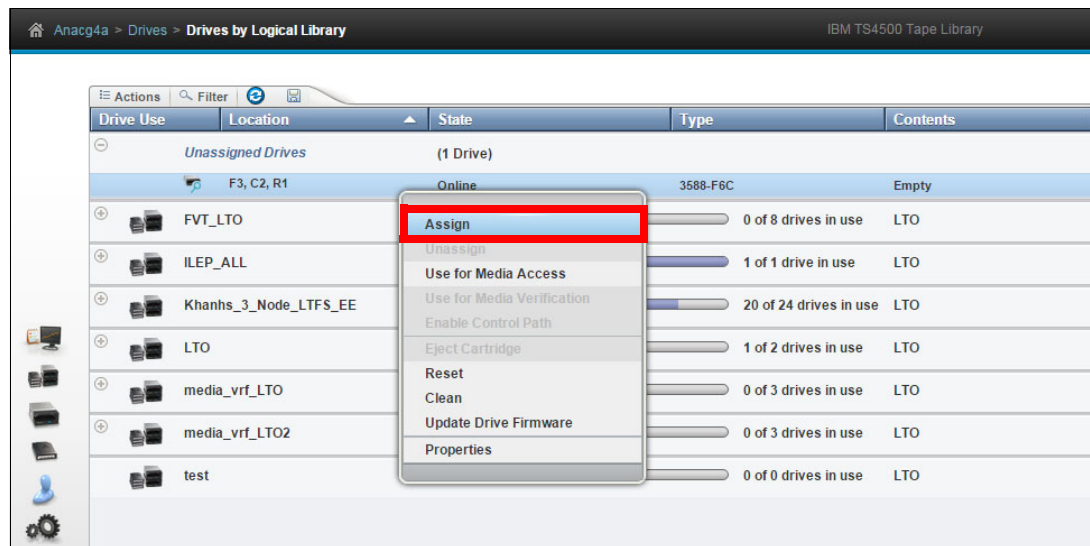 Anacg4a > Drives > Drives by Logical Library IBM TS4500 Tape Library
Actions Filter
Drive Use Location State Type Contents
Unassigned Drives (1 Drive)
F3, C2, R1 Online 3588-F6C Empty
FVT_LTO 0 of 8 drives in use LTO
ILEP_ALL 1 of 1 drive in use LTO
Khanhs_3_Node_LTFS_EE 20 of 24 drives in use LTO
LTO 1 of 2 drives in use LTO
media_vrf_LTO 0 of 3 drives in use LTO
media_vrf_LTO2 0 of 3 drives in use LTO
test 0 of 0 drives in use LTO
Assign
Unassign
Use for Media Access
Use for Media Verification
Enable Control Path
Eject Cartridge
Reset
Clean
Update Drive Firmware
Properties